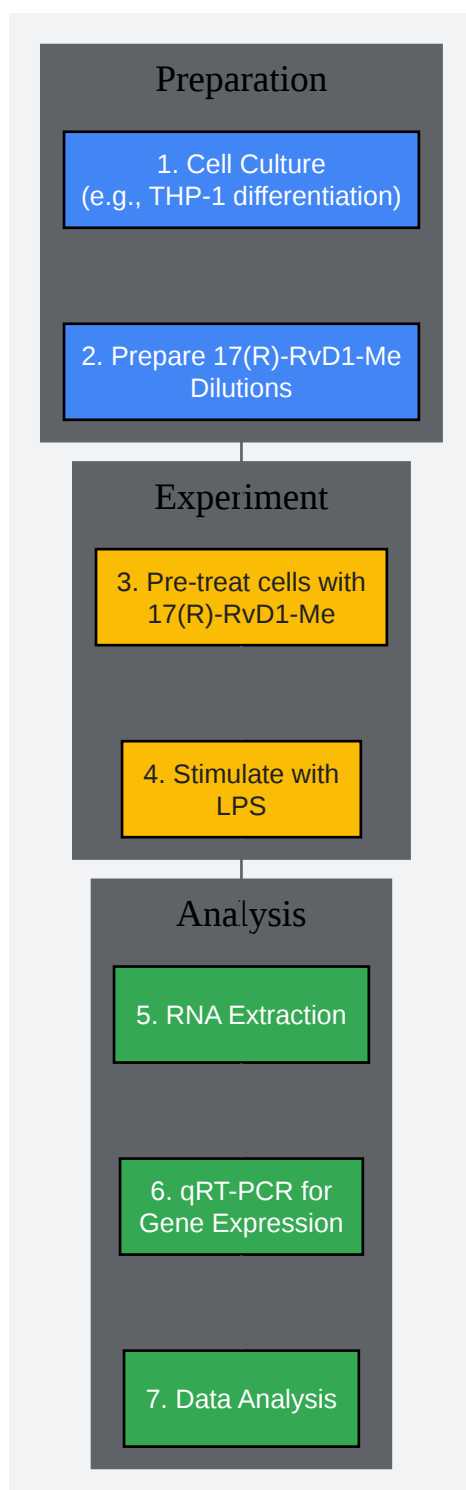 Preparation
1. Cell Culture
(e.g., THP-1 differentiation)
2. Prepare 17(R)-RvD1-Me
Dilutions
Experiment
3. Pre-treat cells with
17(R)-RvD1-Me
4. Stimulate with
LPS
Analysis
5. RNA Extraction
6. qRT-PCR for
Gene Expression
7. Data Analysis